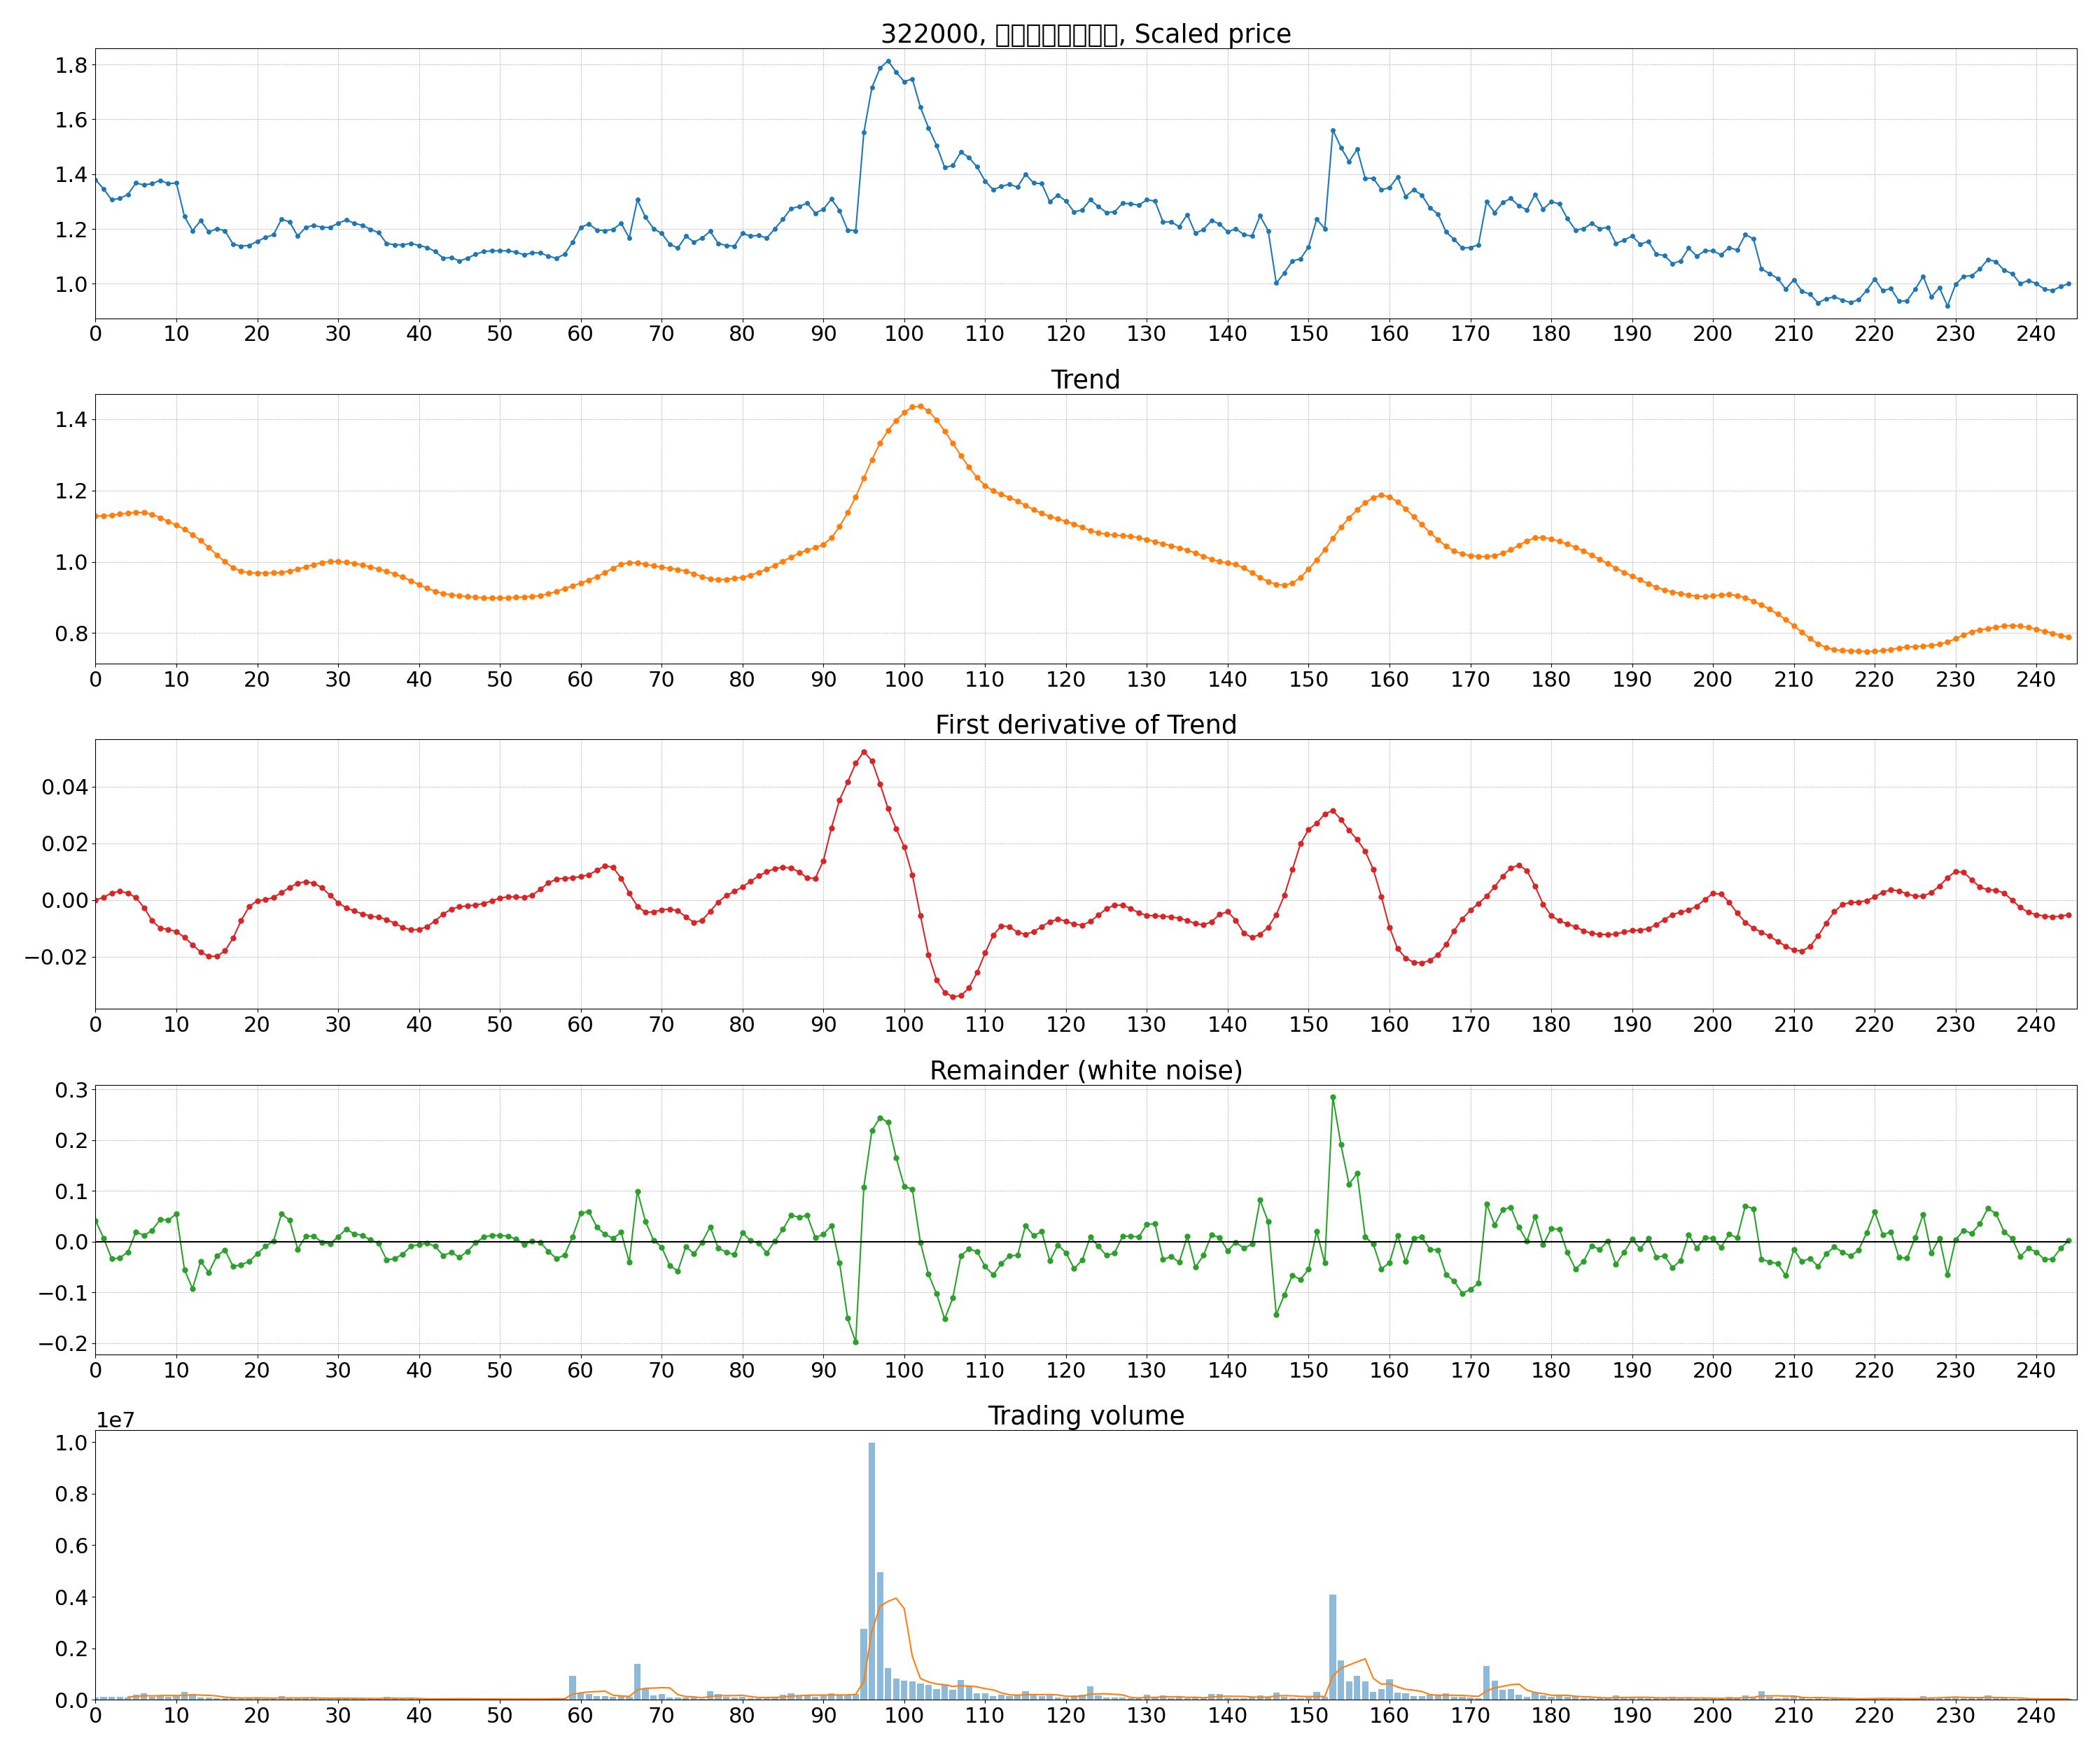 322000, □□□□□□□□, Scaled price
1.8
1.6
1.4
1.2
1.0
0 10 20 30 40 50 60 70 80 90 100 110 120 130 140 150 160 170 180 190 200 210 220 230 240
Trend
1.4
1.2
1.0
0.8
0 10 20 30 40 50 60 70 80 90 100 110 120 130 140 150 160 170 180 190 200 210 220 230 240
First derivative of Trend
0.04
0.02
0.00
−0.02
0 10 20 30 40 50 60 70 80 90 100 110 120 130 140 150 160 170 180 190 200 210 220 230 240
Remainder (white noise)
0.3
0.2
0.1
0.0
−0.1
−0.2
0 10 20 30 40 50 60 70 80 90 100 110 120 130 140 150 160 170 180 190 200 210 220 230 240
Trading volume
1e7
1.0
0.8
0.6
0.4
0.2
0.0
0 10 20 30 40 50 60 70 80 90 100 110 120 130 140 150 160 170 180 190 200 210 220 230 240